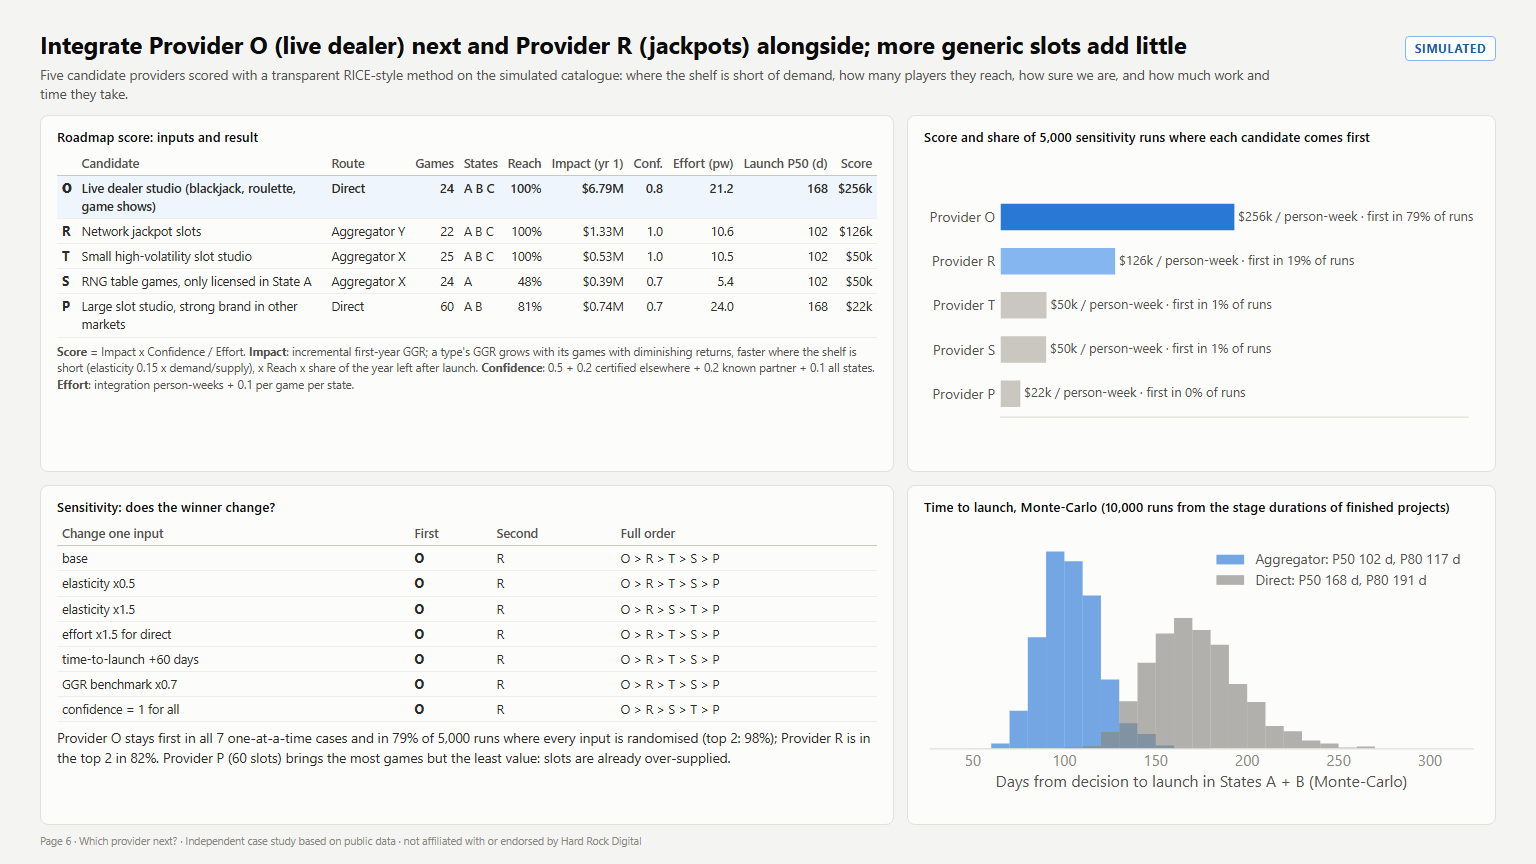 Integrate Provider O (live dealer) next and Provider R (jackpots) alongside; more generic slots add little
SIMULATED
Five candidate providers scored with a transparent RICE-style method on the simulated catalogue: where the shelf is short of demand, how many players they reach, how sure we are, and how much work and
time they take.
Roadmap score: inputs and result
Candidate Route Games States Reach Impact (yr 1) Conf. Effort (pw) Launch P50 (d) Score
O Live dealer studio (blackjack, roulette, Direct 24 A B C 100% $6.79M 0.8 21.2 168 $256k
game shows)
R Network jackpot slots Aggregator Y 22 A B C 100% $1.33M 1.0 10.6 102 $126k
T Small high-volatility slot studio Aggregator X 25 A B C 100% $0.53M 1.0 10.5 102 $50k
S RNG table games, only licensed in State A Aggregator X 24 A 48% $0.39M 0.7 5.4 102 $50k
P Large slot studio, strong brand in other Direct 60 A B 81% $0.74M 0.7 24.0 168 $22k
markets
Score = Impact x Confidence / Effort. Impact: incremental first-year GGR; a type's GGR grows with its games with diminishing returns, faster where the shelf is
short (elasticity 0.15 x demand/supply), x Reach x share of the year left after launch. Confidence: 0.5 + 0.2 certified elsewhere + 0.2 known partner + 0.1 all states.
Effort: integration person-weeks + 0.1 per game per state.
Score and share of 5,000 sensitivity runs where each candidate comes first
Provider O $256k / person-week · first in 79% of runs
Provider R $126k / person-week · first in 19% of runs
Provider T $50k / person-week · first in 1% of runs
Provider S $50k / person-week · first in 1% of runs
Provider P $22k / person-week · first in 0% of runs
Sensitivity: does the winner change?
Change one input First Second Full order
base O R O > R > T > S > P
elasticity x0.5 O R O > R > T > S > P
elasticity x1.5 O R O > R > S > T > P
effort x1.5 for direct O R O > R > T > S > P
time-to-launch +60 days O R O > R > T > S > P
GGR benchmark x0.7 O R O > R > T > S > P
confidence = 1 for all O R O > R > S > T > P
Provider O stays first in all 7 one-at-a-time cases and in 79% of 5,000 runs where every input is randomised (top 2: 98%); Provider R is in
the top 2 in 82%. Provider P (60 slots) brings the most games but the least value: slots are already over-supplied.
Time to launch, Monte-Carlo (10,000 runs from the stage durations of finished projects)
Aggregator: P50 102 d, P80 117 d
Direct: P50 168 d, P80 191 d
50 100 150 200 250 300
Days from decision to launch in States A + B (Monte-Carlo)
Page 6 · Which provider next? · Independent case study based on public data · not affiliated with or endorsed by Hard Rock Digital